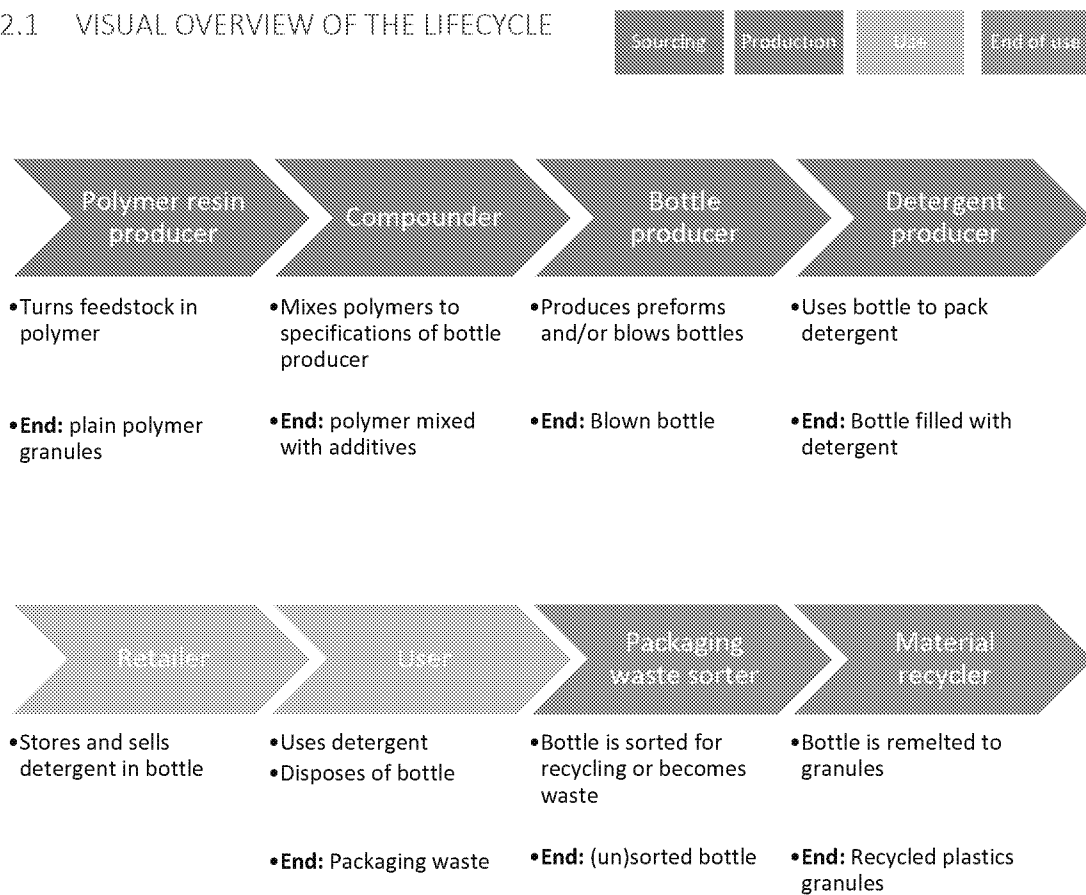 2.1 VISUAL OVERVIEW OF THE LIFECYCLE
Sourcing Production Use End of use
Polymer resin
producer
Compounder
Bottle
producer
Detergent
producer
•Turns feedstock in
polymer
•End: plain polymer
granules
•Mixes polymers to
specifications of bottle
producer
•End: polymer mixed
with additives
•Produces preforms
and/or blows bottles
•End: Blown bottle
•Uses bottle to pack
detergent
•End: Bottle filled with
detergent
Retailer
User
Packaging
waste sorter
Material
recycler
•Stores and sells
detergent in bottle
•Uses detergent
•Disposes of bottle
•End: Packaging waste
•Bottle is sorted for
recycling or becomes
waste
•End: (un)sorted bottle
•Bottle is remelted to
granules
•End: Recycled plastics
granules